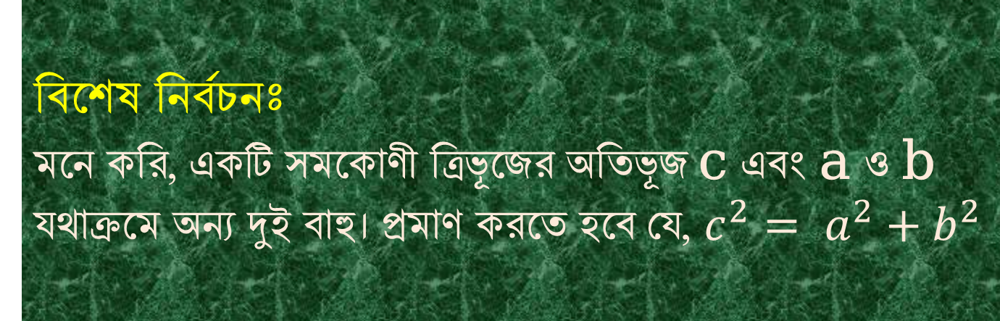 বিশেষ নির্বচনঃ
মনে করি, একটি সমকোণী ত্রিভূজের অতিভূজ c এবং a ও b
যথাক্রমে অন্য দুই বাহু। প্রমাণ করতে হবে যে, c² = a² + b²